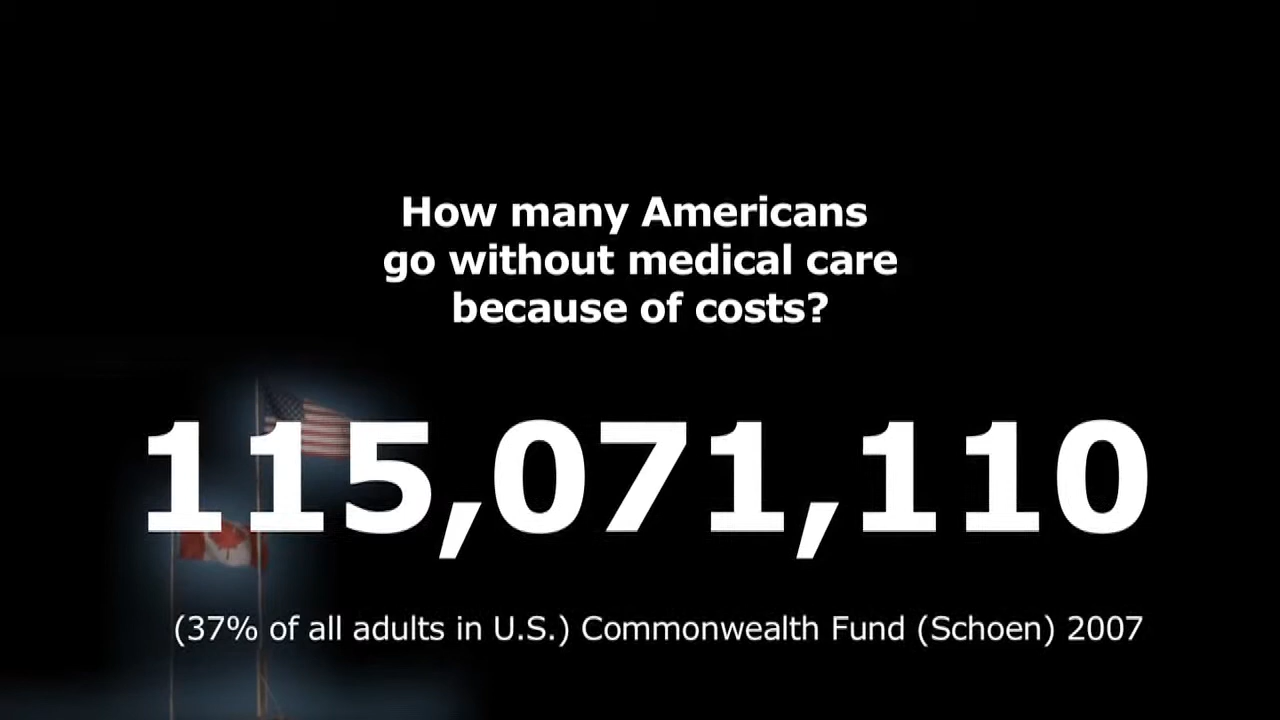 How many Americans
go without medical care
because of costs?
115,071,110
(37% of all adults in U.S.) Commonwealth Fund (Schoen) 2007